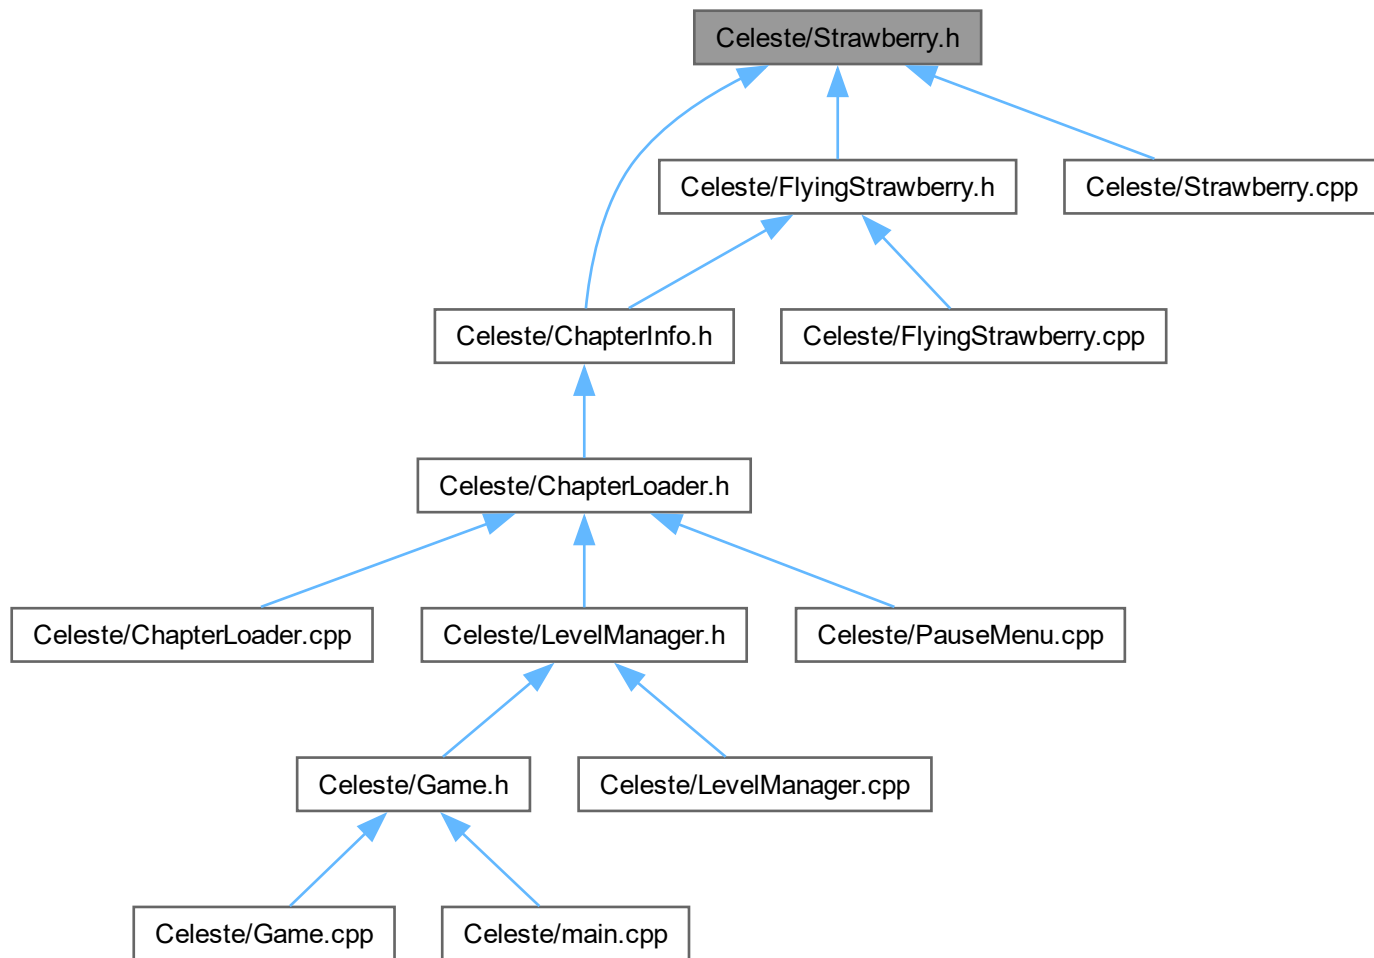 Celeste/Strawberry.h
Celeste/FlyingStrawberry.h
Celeste/Strawberry.cpp
Celeste/ChapterInfo.h
Celeste/FlyingStrawberry.cpp
Celeste/ChapterLoader.h
Celeste/ChapterLoader.cpp
Celeste/LevelManager.h
Celeste/PauseMenu.cpp
Celeste/Game.h
Celeste/LevelManager.cpp
Celeste/Game.cpp
Celeste/main.cpp